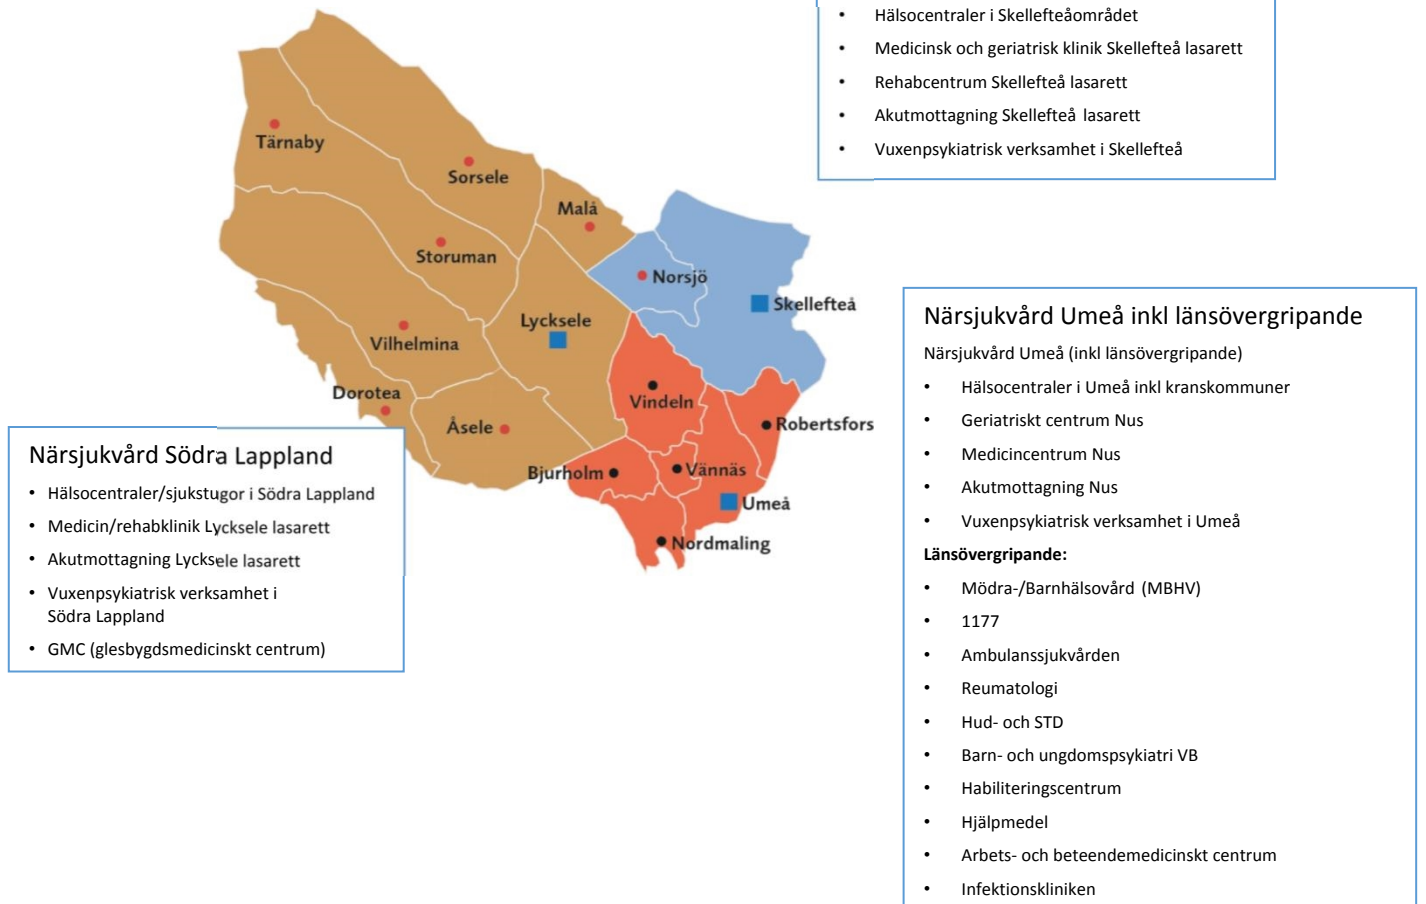 • Hälsocentraler i Skellefteåområdet
• Medicinsk och geriatrisk klinik Skellefteå lasarett
• Rehabcentrum Skellefteå lasarett
• Akutmottagning Skellefteå lasarett
• Vuxenpsykiatrisk verksamhet i Skellefteå
Tärnaby
Sorsele
Malå
Storuman
Norsjö
Skellefteå
Lycksele
Vilhelmina
Dorotea
Vindeln
Åsele
Robertsfors
Bjurholm
Vännäs
Umeå
Nordmaling
Närsjukvård Södra Lappland
• Hälsocentraler/sjukstugor i Södra Lappland
• Medicin/rehabklinik Lycksele lasarett
• Akutmottagning Lycksele lasarett
• Vuxenpsykiatrisk verksamhet i
Södra Lappland
• GMC (glesbygdsmedicinskt centrum)
Närsjukvård Umeå inkl länsövergripande
Närsjukvård Umeå (inkl länsövergripande)
• Hälsocentraler i Umeå inkl kranskommuner
• Geriatriskt centrum Nus
• Medicincentrum Nus
• Akutmottagning Nus
• Vuxenpsykiatrisk verksamhet i Umeå
Länsövergripande:
• Mödra-/Barnhälsovård (MBHV)
• 1177
• Ambulanssjukvården
• Reumatologi
• Hud- och STD
• Barn- och ungdomspsykiatri VB
• Habiliteringscentrum
• Hjälpmedel
• Arbets- och beteendemedicinskt centrum
• Infektionskliniken